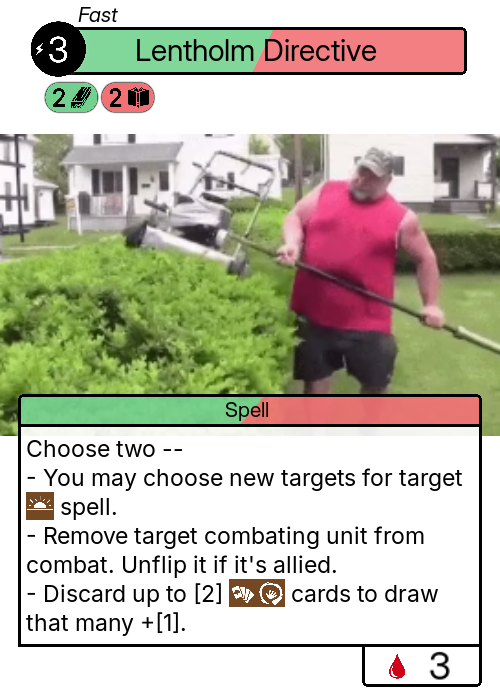 Fast
3
Lentholm Directive
2 2
Spell
Choose two --
- You may choose new targets for target
spell.
- Remove target combating unit from
combat. Unflip it if it's allied.
- Discard up to [2] cards to draw
that many +[1].
3